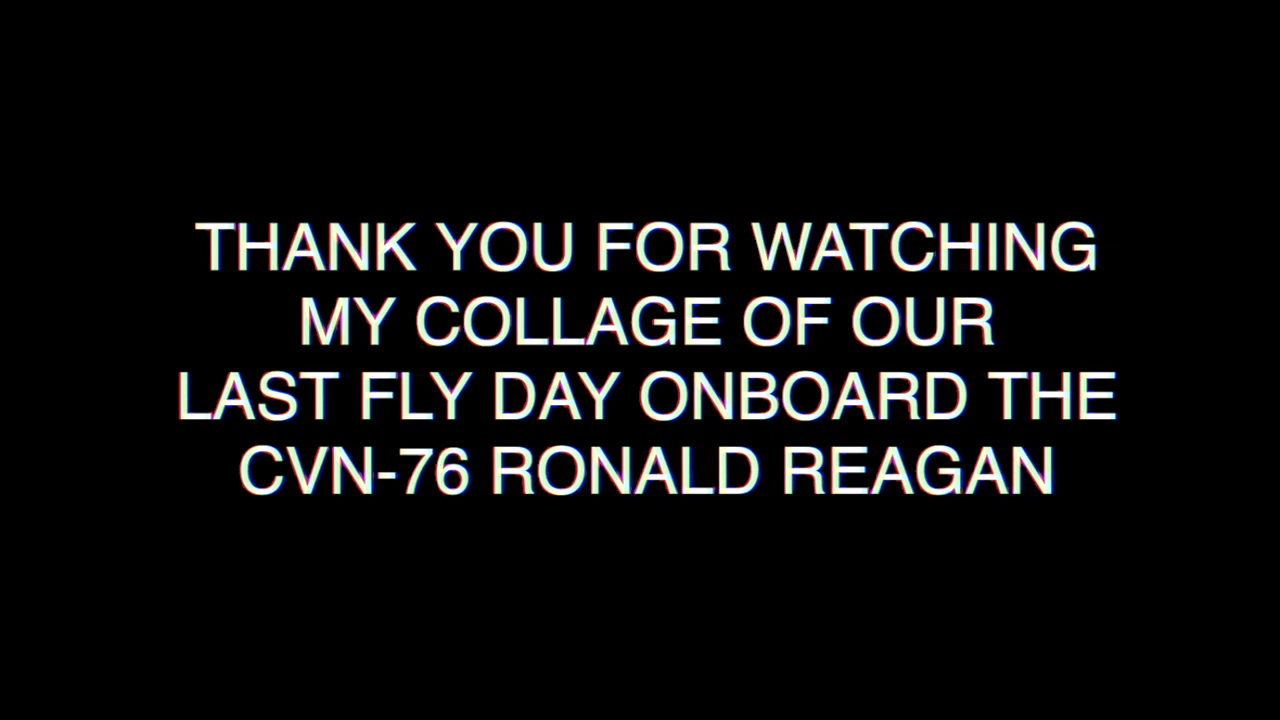 THANK YOU FOR WATCHING
MY COLLAGE OF OUR
LAST FLY DAY ONBOARD THE
CVN-76 RONALD REAGAN